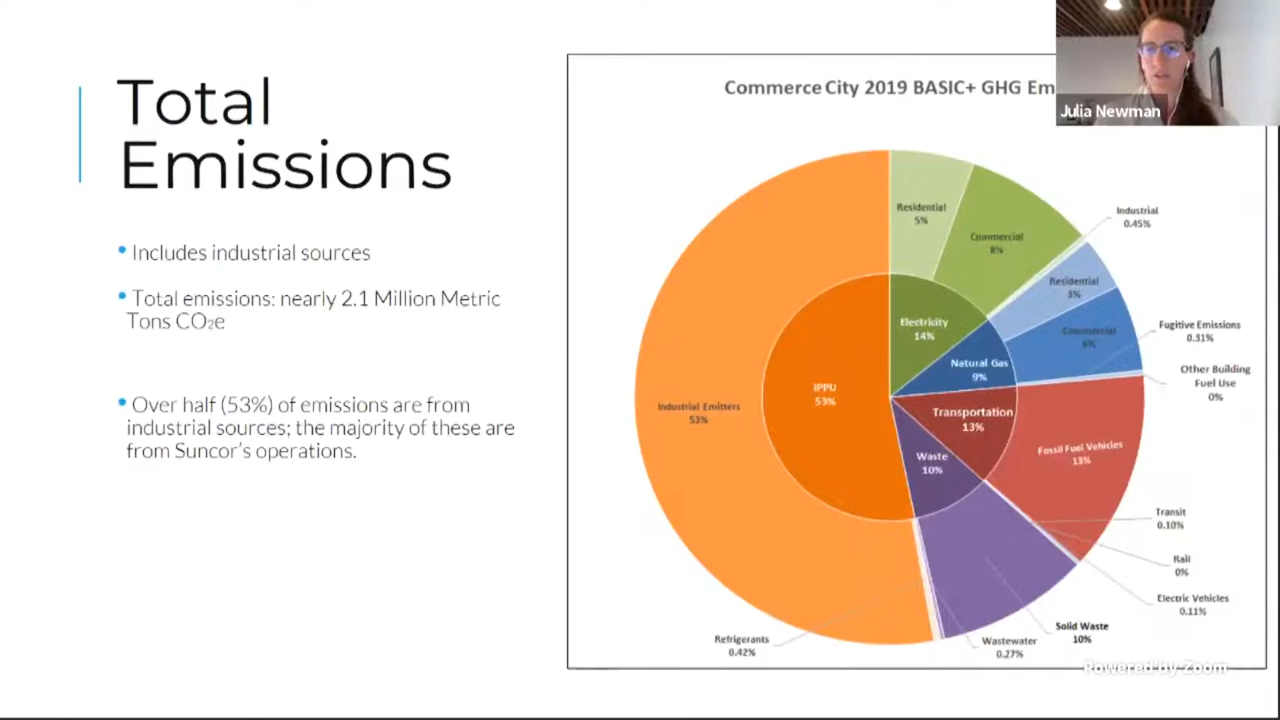 Total
Emissions
• Includes industrial sources
• Total emissions: nearly 2.1 Million Metric
Tons CO₂e
• Over half (53%) of emissions are from
industrial sources; the majority of these are
from Suncor's operations.
Commerce City 2019 BASIC+ GHG Em
Julia Newman
Residential
5%
Commercial
8%
Industrial
0.45%
Residential
3%
Commercial
6%
Fugitive Emissions
0.31%
Other Building
Fuel Use
0%
Electricity
14%
Natural Gas
9%
IPPU
53%
Industrial Emitters
53%
Transportation
13%
Waste
10%
Fossil Fuel Vehicles
13%
Transit
0.10%
Rail
0%
Electric Vehicles
0.11%
Solid Waste
10%
Wastewater
0.27%
Refrigerants
0.42%
Powered by Zoom